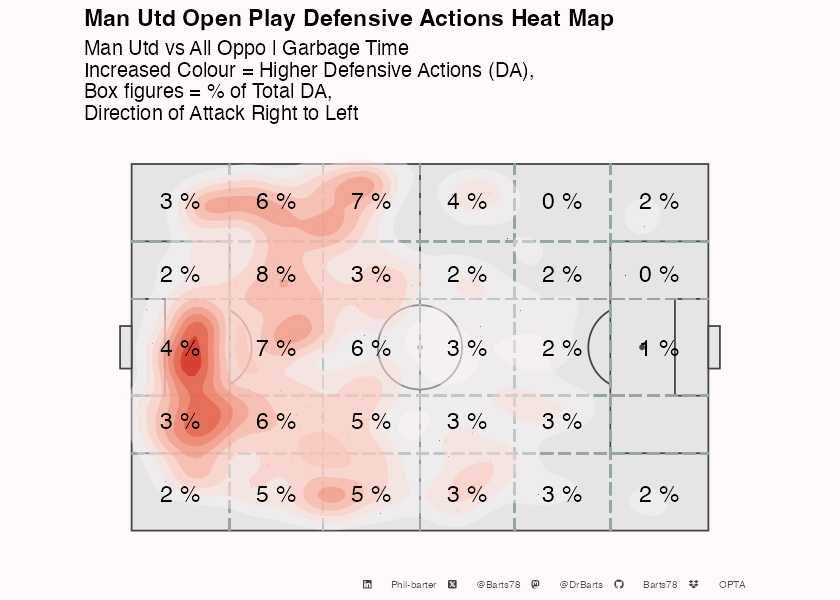 Man Utd Open Play Defensive Actions Heat Map
Man Utd vs All Oppo | Garbage Time
Increased Colour = Higher Defensive Actions (DA),
Box figures = % of Total DA,
Direction of Attack Right to Left
3 % 6 % 7 % 4 % 0 % 2 %
2 % 8 % 3 % 2 % 2 % 0 %
4 % 7 % 6 % 3 % 2 % 1 %
3 % 6 % 5 % 3 % 3 %
2 % 5 % 5 % 3 % 3 % 2 %
Phil-barter @Barts78 @DrBarts Barts78 OPTA